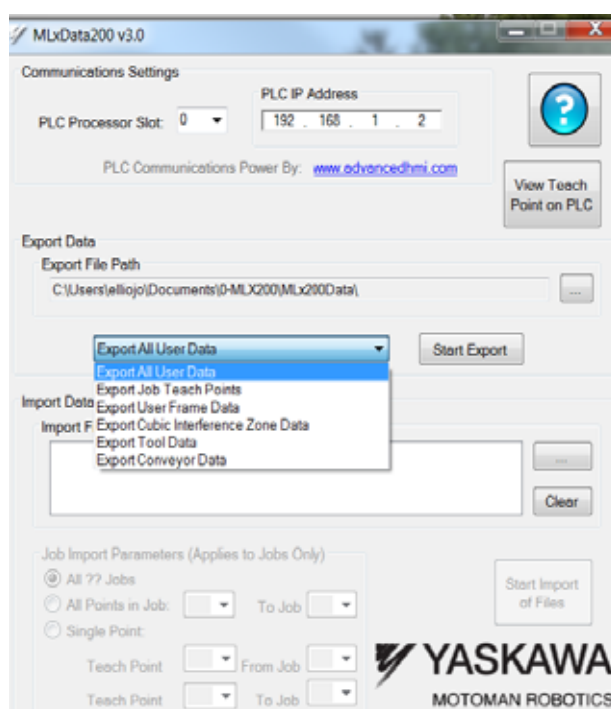 MLxData200 v3.0
Communications Settings
PLC IP Address
PLC Processor Slot: 0
192 . 168 . 1 . 2
?
PLC Communications Power By: www.advancedhmi.com
View Teach
Point on PLC
Export Data
Export File Path
C:\Users\elliojo\Documents\0-MLX200\MLx200Data\
...
Export All User Data
Start Export
Export All User Data
Export Job Teach Points
Export User Frame Data
Export Cubic Interference Zone Data
Export Tool Data
Export Conveyor Data
Import Data
Import F
...
Clear
Job Import Parameters (Applies to Jobs Only)
All ?? Jobs
All Points in Job: To Job
Single Point:
Teach Point From Job
Teach Point To Job
Start Import
of Files
YASKAWA
MOTOMAN ROBOTICS